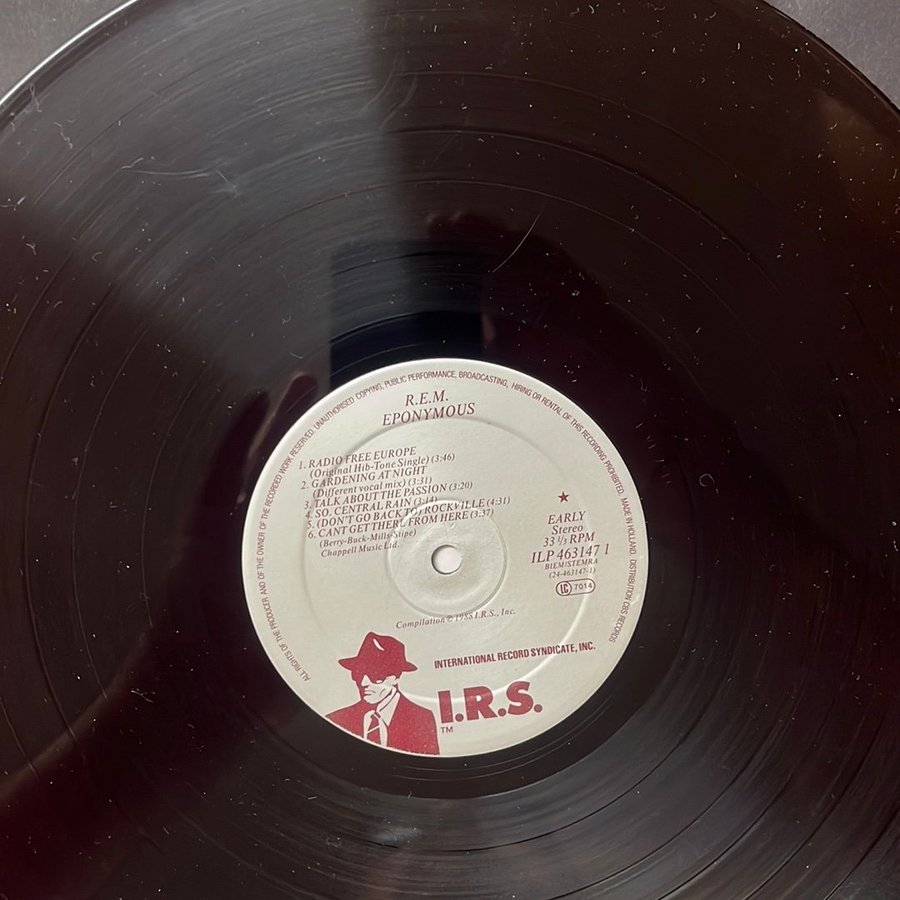 ALL RIGHTS OF THE PRODUCER AND OF THE OWNER OF THE RECORDED WORK RESERVED. UNAUTHORISED COPYING, PUBLIC PERFORMANCE, BROADCASTING, HIRING OR RENTAL OF THIS RECORDING PROHIBITED. MADE IN HOLLAND. DISTRIBUTION CBS RECORDS
R.E.M.
EPONYMOUS
1. RADIO FREE EUROPE
(Original Hib-Tone Single) (3:46)
2. GARDENING AT NIGHT
(Different vocal mix) (3:31)
3. TALK ABOUT THE PASSION (3:20)
4. SO. CENTRAL RAIN (3:14)
5. (DON'T GO BACK TO) ROCKVILLE (4:31)
6. CANT GET THERE FROM HERE (3:37)
(Berry-Buck-Mills-Stipe)
Chappell Music Ltd.
★
EARLY
Stereo
33 1/3 RPM
ILP 463147 1
BIEM/STEMRA
(24-463147-1)
LC 7014
Compilation © 1988 I.R.S., Inc.
INTERNATIONAL RECORD SYNDICATE, INC.
I.R.S.
TM